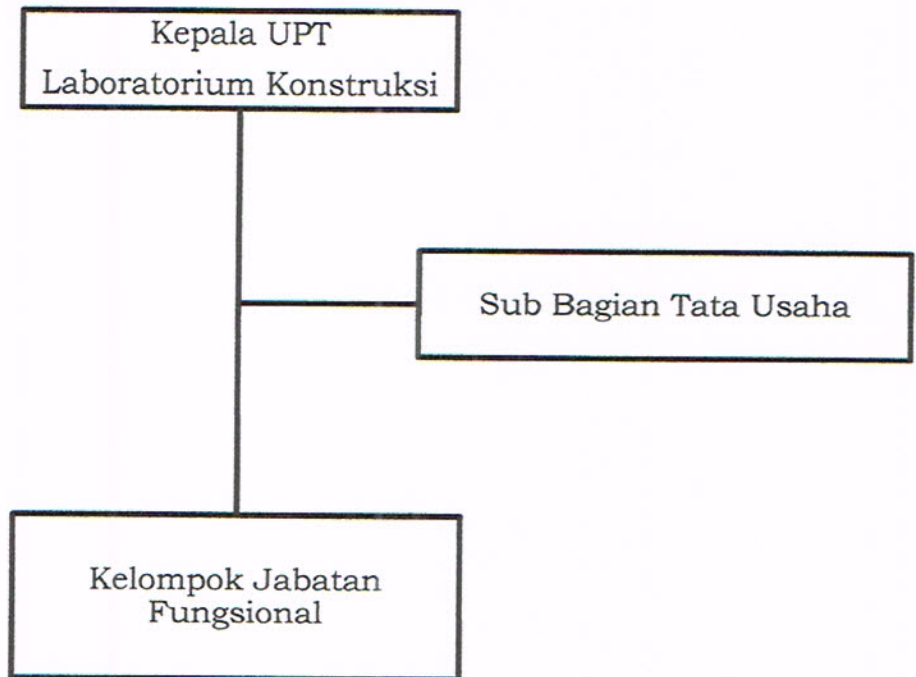 Kepala UPT
Laboratorium Konstruksi
Sub Bagian Tata Usaha
Kelompok Jabatan
Fungsional